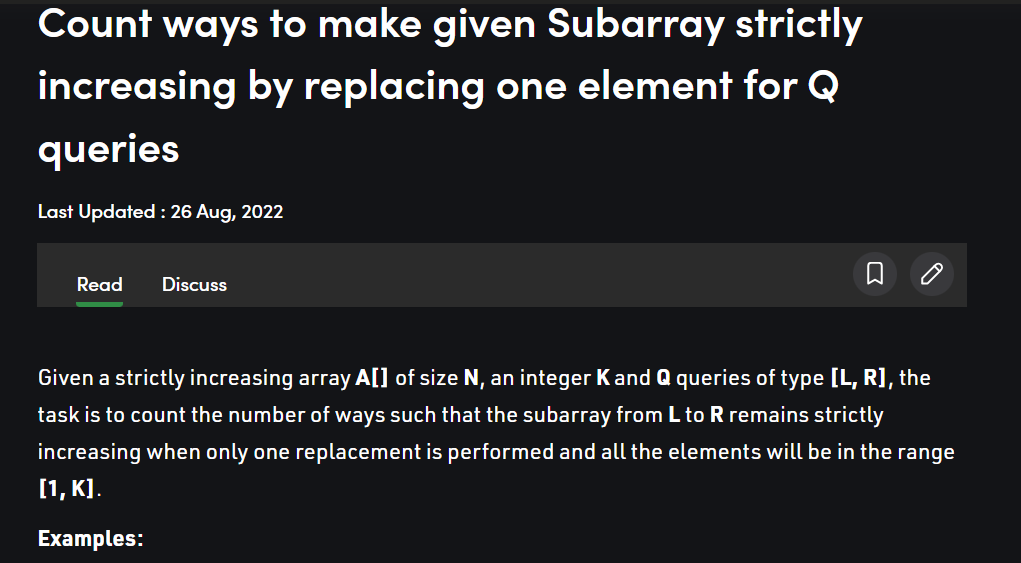 Count ways to make given Subarray strictly
increasing by replacing one element for Q
queries
Last Updated : 26 Aug, 2022
Read Discuss
Given a strictly increasing array A[] of size N, an integer K and Q queries of type [L, R], the
task is to count the number of ways such that the subarray from L to R remains strictly
increasing when only one replacement is performed and all the elements will be in the range
[1, K].
Examples: